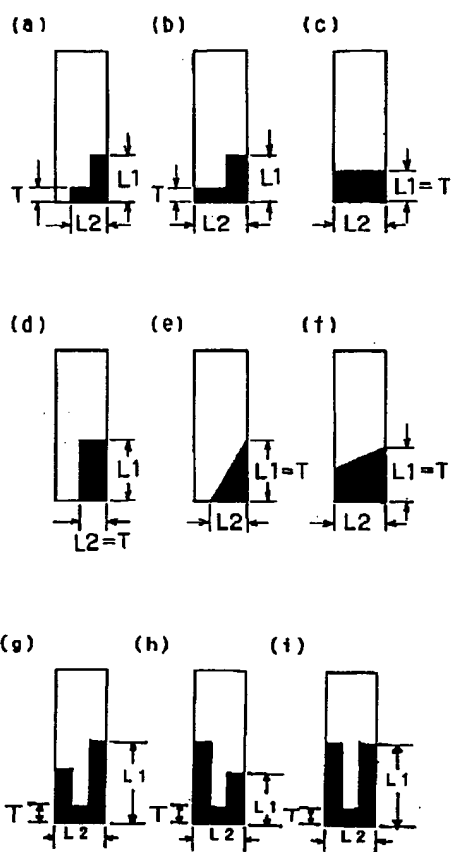 (a) (b) (c)
T L1 T L1 L1=T
L2 L2 L2
(d) (e) (f)
L1 L1=T L1=T
L2=T L2 L2
(g) (h) (i)
T L1 T L1 T L1
L2 L2 L2